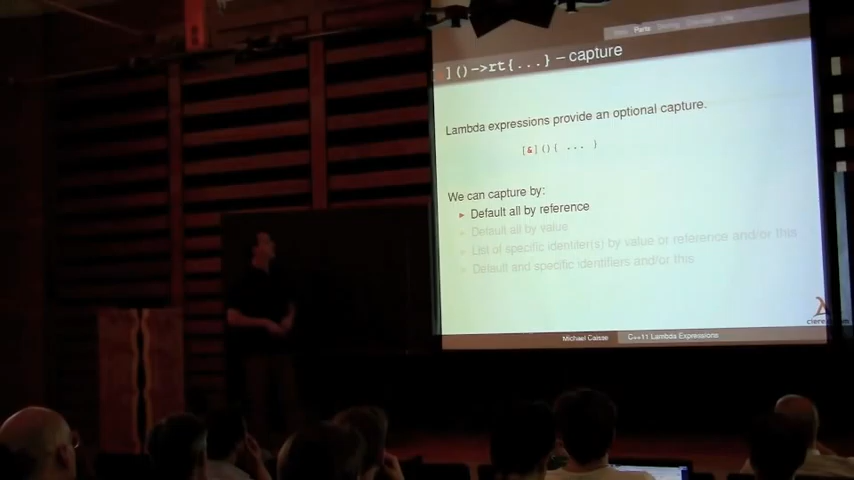 Parts
]()->rt{...} – capture
Lambda expressions provide an optional capture.
[&](){ ... }
We can capture by:
Default all by reference
Default all by value
List of specific identifer(s) by value or reference and/or this
Default and specific identifiers and/or this
Michael Caisse C++11 Lambda Expressions